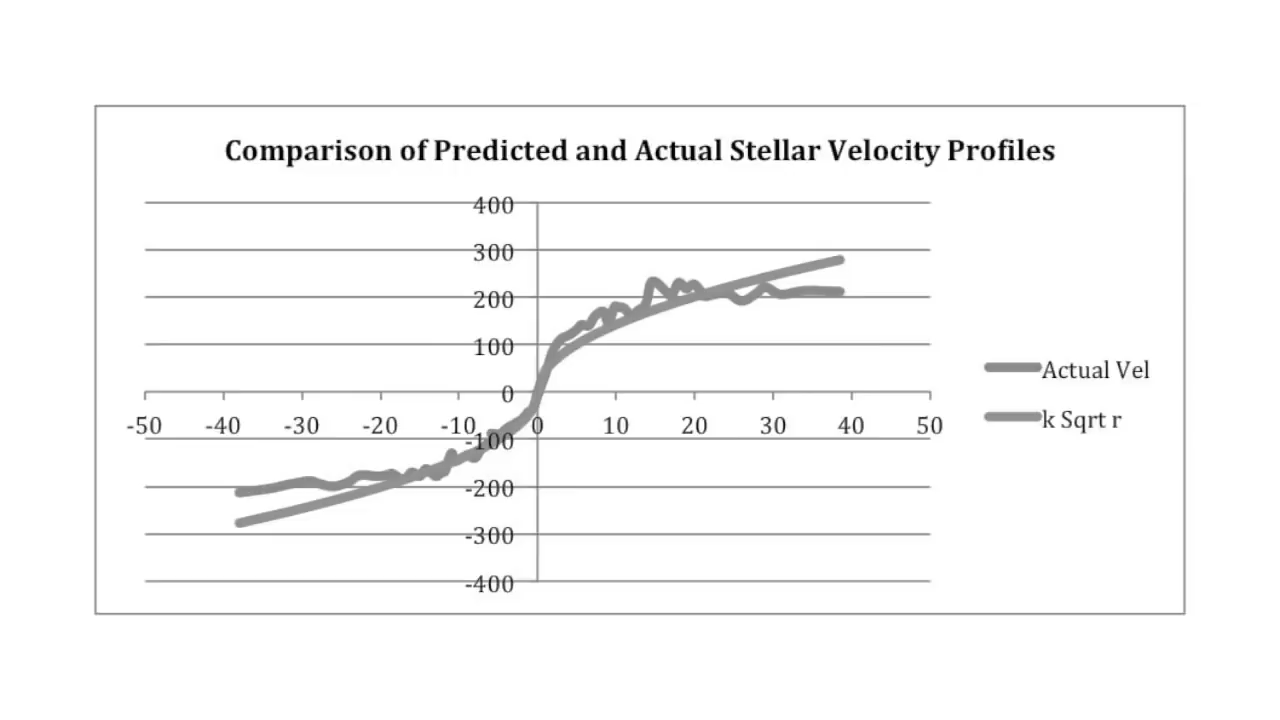 Comparison of Predicted and Actual Stellar Velocity Profiles
400
300
200
100
0
-50 -40 -30 -20 -10 0 10 20 30 40 50
-100
-200
-300
-400
Actual Vel
k Sqrt r